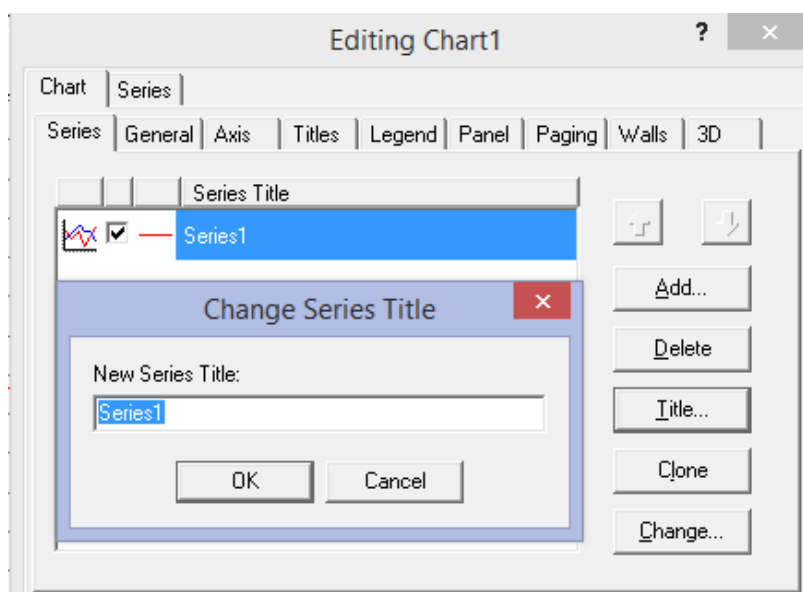 Editing Chart1
?
×
Chart Series
Series General Axis Titles Legend Panel Paging Walls 3D
Series Title
Series1
Add...
Delete
Title...
Clone
Change...
Change Series Title
×
New Series Title:
Series1
OK Cancel